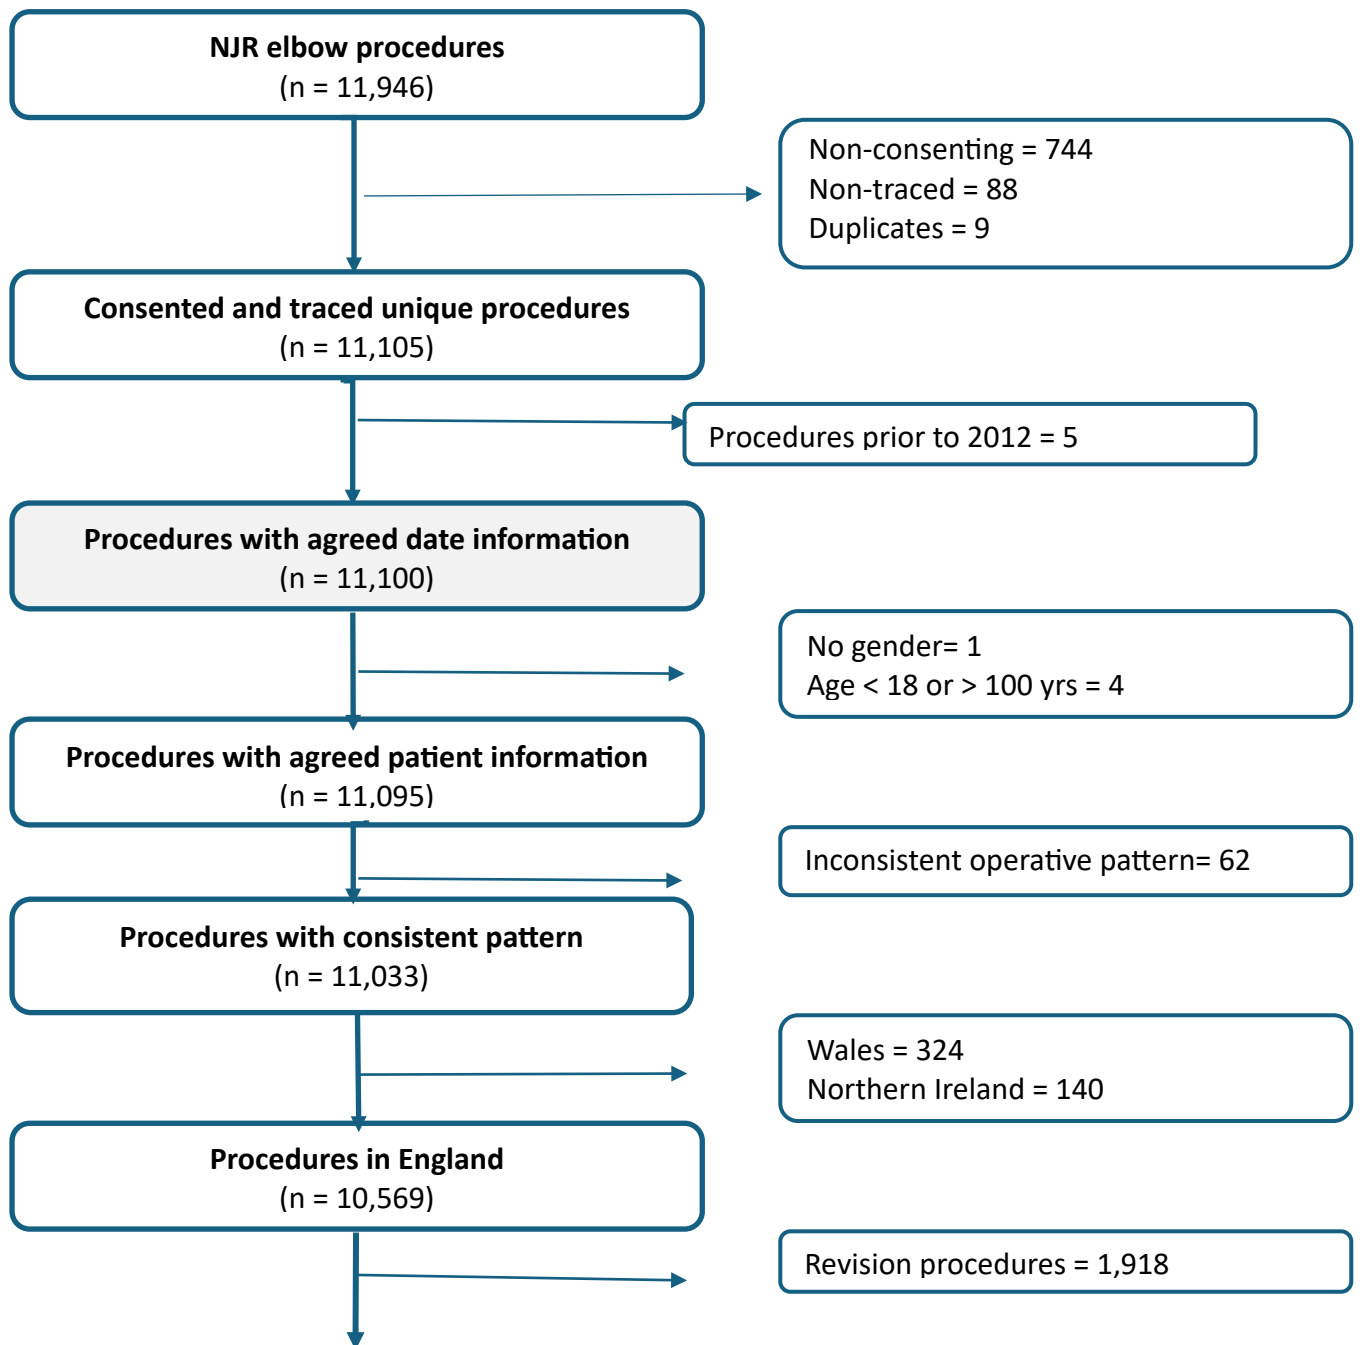 NJR elbow procedures
(n = 11,946)
Non-consenting = 744
Non-traced = 88
Duplicates = 9
Consented and traced unique procedures
(n = 11,105)
Procedures prior to 2012 = 5
Procedures with agreed date information
(n = 11,100)
No gender= 1
Age < 18 or > 100 yrs = 4
Procedures with agreed patient information
(n = 11,095)
Inconsistent operative pattern= 62
Procedures with consistent pattern
(n = 11,033)
Wales = 324
Northern Ireland = 140
Procedures in England
(n = 10,569)
Revision procedures = 1,918